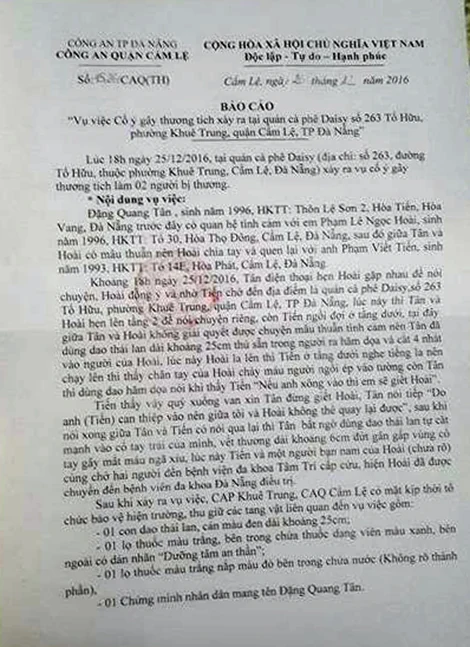 CÔNG AN TP ĐÀ NẴNG
CÔNG AN QUẬN CẨM LỆ
CỘNG HÒA XÃ HỘI CHỦ NGHĨA VIỆT NAM
Độc lập - Tự do – Hạnh phúc
Số: /CAQ(TH)
Cẩm Lệ, ngày tháng 12 năm 2016
BÁO CÁO
"Vụ việc Cố ý gây thương tích xảy ra tại quán cà phê Daisy số 263 Tố Hữu,
phường Khuê Trung, quận Cẩm Lệ, TP Đà Nẵng"
Lúc 18h ngày 25/12/2016, tại quán cà phê Daisy (địa chỉ: số 263, đường
Tố Hữu, thuộc phường Khuê Trung, Cẩm Lệ, Đà Nẵng) xảy ra vụ cố ý gây
thương tích làm 02 người bị thương.
* Nội dung vụ việc:
Đặng Quang Tân , sinh năm 1996, HKTT: Thôn Lệ Sơn 2, Hòa Tiến, Hòa
Vang, Đà Nẵng trước đây có quan hệ tình cảm với em Phạm Lê Ngọc Hoài, sinh
năm 1996, HKTT: Tổ 30, Hòa Thọ Đông, Cẩm Lệ, Đà Nẵng, sau đó giữa Tân và
Hoài có mâu thuẫn nên Hoài chia tay và quen lại với anh Phạm Viết Tiến, sinh
năm 1993, HKTT: Tổ 14E, Hòa Phát, Cẩm Lệ, Đà Nẵng.
Khoảng 18h ngày 25/12/2016, Tân điện thoại hẹn Hoài gặp nhau để nói
chuyện, Hoài đồng ý và nhờ Tiến chở đến địa điểm là quán cà phê Daisy,số 263
Tố Hữu, phường Khuê Trung, quận Cẩm Lệ, TP Đà Nẵng, lúc này thì Tân và
Hoài hẹn lên tầng 2 để nói chuyện riêng, còn Tiến ngồi đợi ở tầng dưới, tại đây
giữa Tân và Hoài không giải quyết được chuyện mâu thuẫn tình cảm nên Tân đã
dùng dao thái lan dài khoảng 25cm thủ sẵn trong người ra hăm dọa và cắt 4 nhát
vào người của Hoài, lúc này Hoài la lên thì Tiến ở tầng dưới nghe tiếng la nên
chạy lên thì thấy chân tay của Hoài chảy máu người ngồi ép vào tường còn Tân
thì dùng dao hăm dọa nói khi thấy Tiến "Nếu anh xông vào thì em sẽ giết Hoài".
Tiến thấy vậy quỳ xuống van xin Tân đừng giết Hoài, Tân nói tiếp "Do
anh (Tiến) can thiệp vào nên giữa tôi và Hoài không thể quay lại được", sau khi
nói xong giữa Tân và Tiến có nói qua lại thì Tân bất ngờ dùng dao thái lan tự cắt
mạnh vào cổ tay trái của mình, vết thương dài khoảng 6cm đứt gân gấp vùng cổ
tay gây mất máu ngã xỉu, lúc này Tiến và một người bạn nam của Hoài (chưa rõ)
cùng chở hai người đến bệnh viện đa khoa Tâm Trí cấp cứu, hiện Hoài đã được
chuyển đến bệnh viện đa khoa Đà Nẵng điều trị.
Sau khi xảy ra vụ việc, CAP Khuê Trung, CAQ Cẩm Lệ có mặt kịp thời tổ
chức bảo vệ hiện trường, thu giữ các tang vật liên quan đến vụ việc gồm:
- 01 con dao thái lan, cán màu đen dài khoảng 25cm;
- 01 lọ thuốc màu trắng, bên trong chứa thuốc dạng viên màu xanh, bên
ngoài có dán nhãn "Dưỡng tâm an thần";
- 01 lọ thuốc màu trắng nắp màu đỏ bên trong chứa nước (Không rõ thành
phần),
- 01 Chứng minh nhân dân mang tên Đặng Quang Tân.